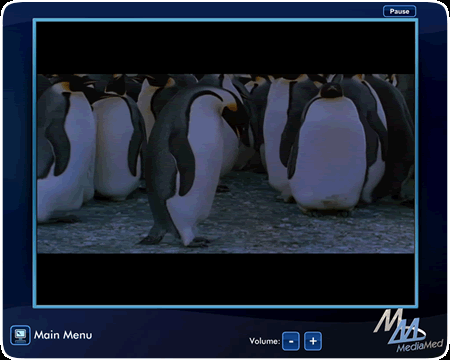 Pause
Main Menu
Volume: - +
MM
MediaMed